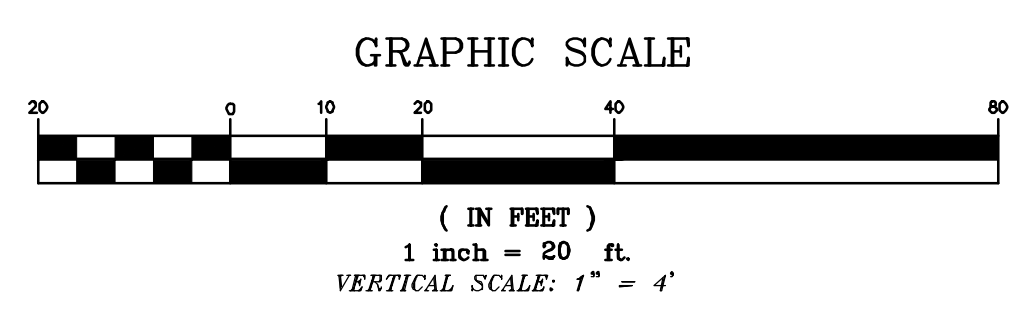 GRAPHIC SCALE
20 0 10 20 40 80
( IN FEET )
1 inch = 20 ft.
VERTICAL SCALE: 1" = 4'